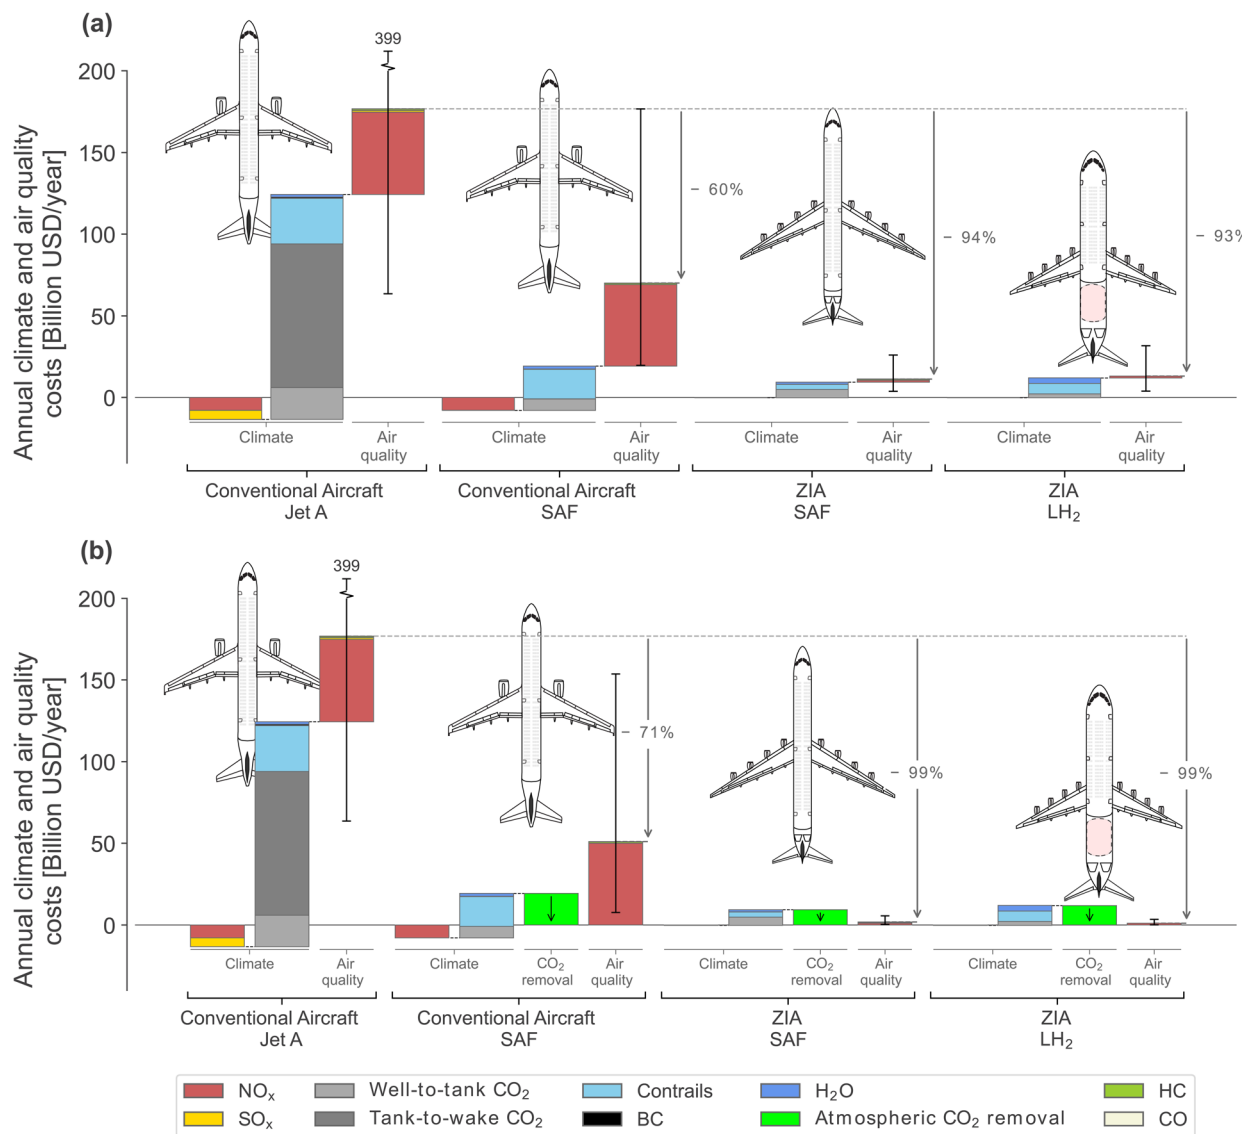 (a)
399
200
150
100
50
0
Annual climate and air quality
costs [Billion USD/year]
− 60%
− 94%
− 93%
Climate
Air
quality
Climate
Air
quality
Climate
Air
quality
Climate
Air
quality
Conventional Aircraft
Jet A
Conventional Aircraft
SAF
ZIA
SAF
ZIA
LH₂
(b)
399
200
150
100
50
0
Annual climate and air quality
costs [Billion USD/year]
− 71%
− 99%
− 99%
Climate
Air
quality
Climate
CO₂
removal
Air
quality
Climate
CO₂
removal
Air
quality
Climate
CO₂
removal
Air
quality
Conventional Aircraft
Jet A
Conventional Aircraft
SAF
ZIA
SAF
ZIA
LH₂
NOₓ
Well-to-tank CO₂
Contrails
H₂O
HC
SOₓ
Tank-to-wake CO₂
BC
Atmospheric CO₂ removal
CO